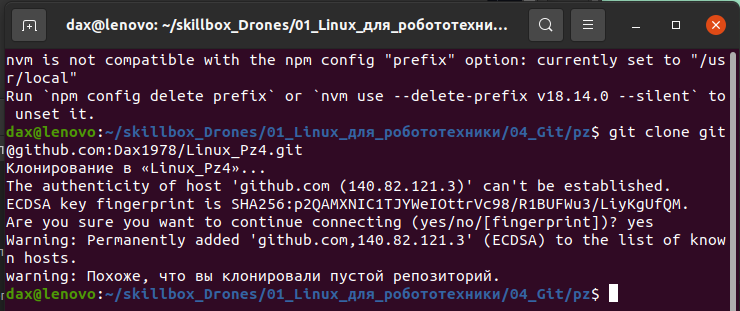 dax@lenovo: ~/skillbox_Drones/01_Linux_для_робототехни...
nvm is not compatible with the npm config "prefix" option: currently set to "/us
r/local"
Run `npm config delete prefix` or `nvm use --delete-prefix v18.14.0 --silent` to
 unset it.
dax@lenovo:~/skillbox_Drones/01_Linux_для_робототехники/04_Git/pz$ git clone git
@github.com:Dax1978/Linux_Pz4.git
Клонирование в «Linux_Pz4»...
The authenticity of host 'github.com (140.82.121.3)' can't be established.
ECDSA key fingerprint is SHA256:p2QAMXNIC1TJYWeIOttrVc98/R1BUFWu3/LiyKgUfQM.
Are you sure you want to continue connecting (yes/no/[fingerprint])? yes
Warning: Permanently added 'github.com,140.82.121.3' (ECDSA) to the list of know
n hosts.
warning: Похоже, что вы клонировали пустой репозиторий.
dax@lenovo:~/skillbox_Drones/01_Linux_для_робототехники/04_Git/pz$